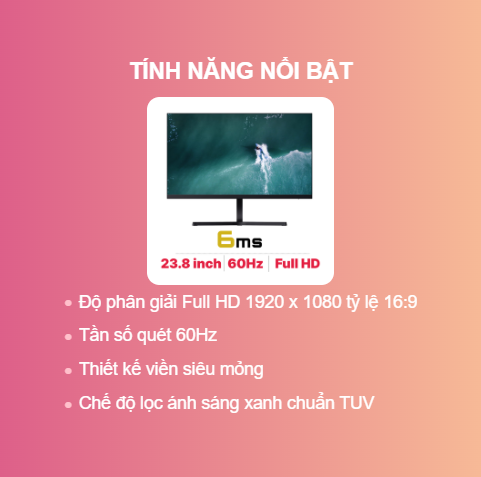 TÍNH NĂNG NỔI BẬT
6ms
23.8 inch | 60Hz | Full HD
Độ phân giải Full HD 1920 x 1080 tỷ lệ 16:9
Tần số quét 60Hz
Thiết kế viền siêu mỏng
Chế độ lọc ánh sáng xanh chuẩn TUV